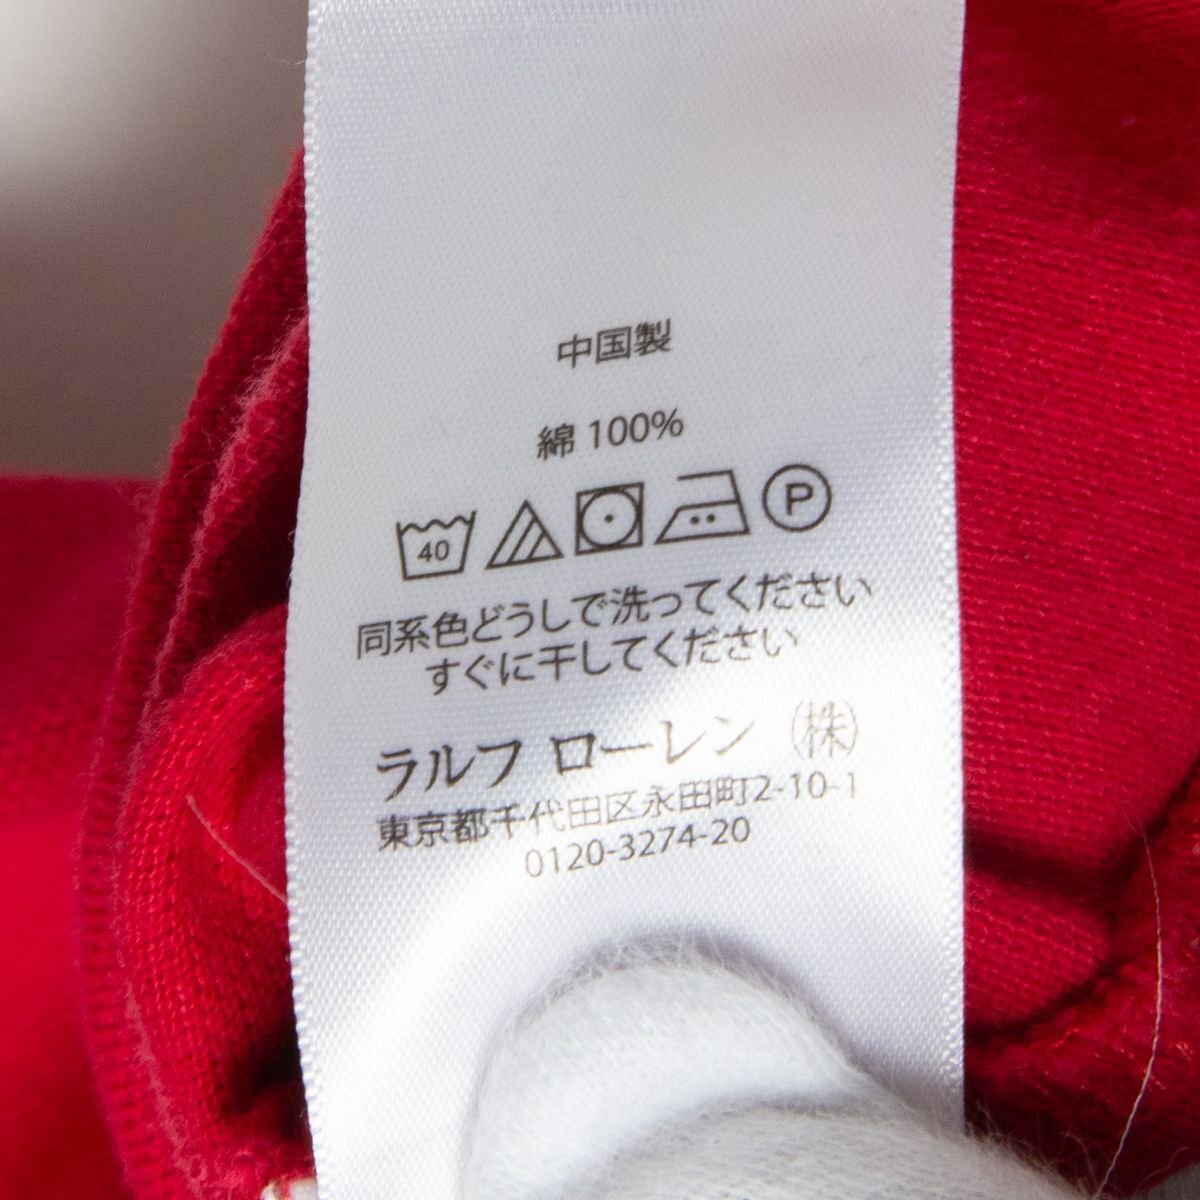 中国製
綿 100%
40 P
同系色どうしで洗ってください
すぐに干してください
ラルフ ローレン ㈱
東京都千代田区永田町2-10-1
0120-3274-20